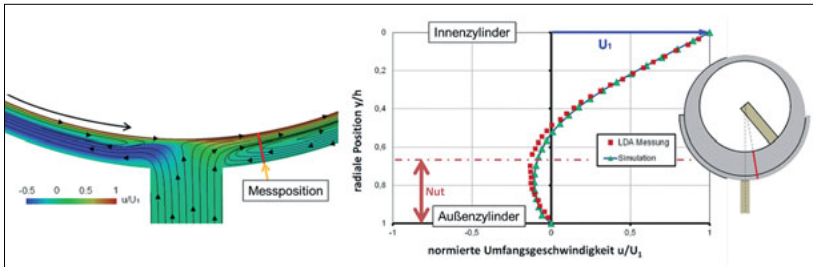 -0.5 0 0.5 1 u/U1
Messposition
Innenzylinder
U1
0
0,2
0,4
0,6
0,8
1
radiale Position y/h
LDA Messung
Simulation
Nut
Außenzylinder
-1 -0,5 0 0,5 1
normierte Umfangsgeschwindigkeit u/U1